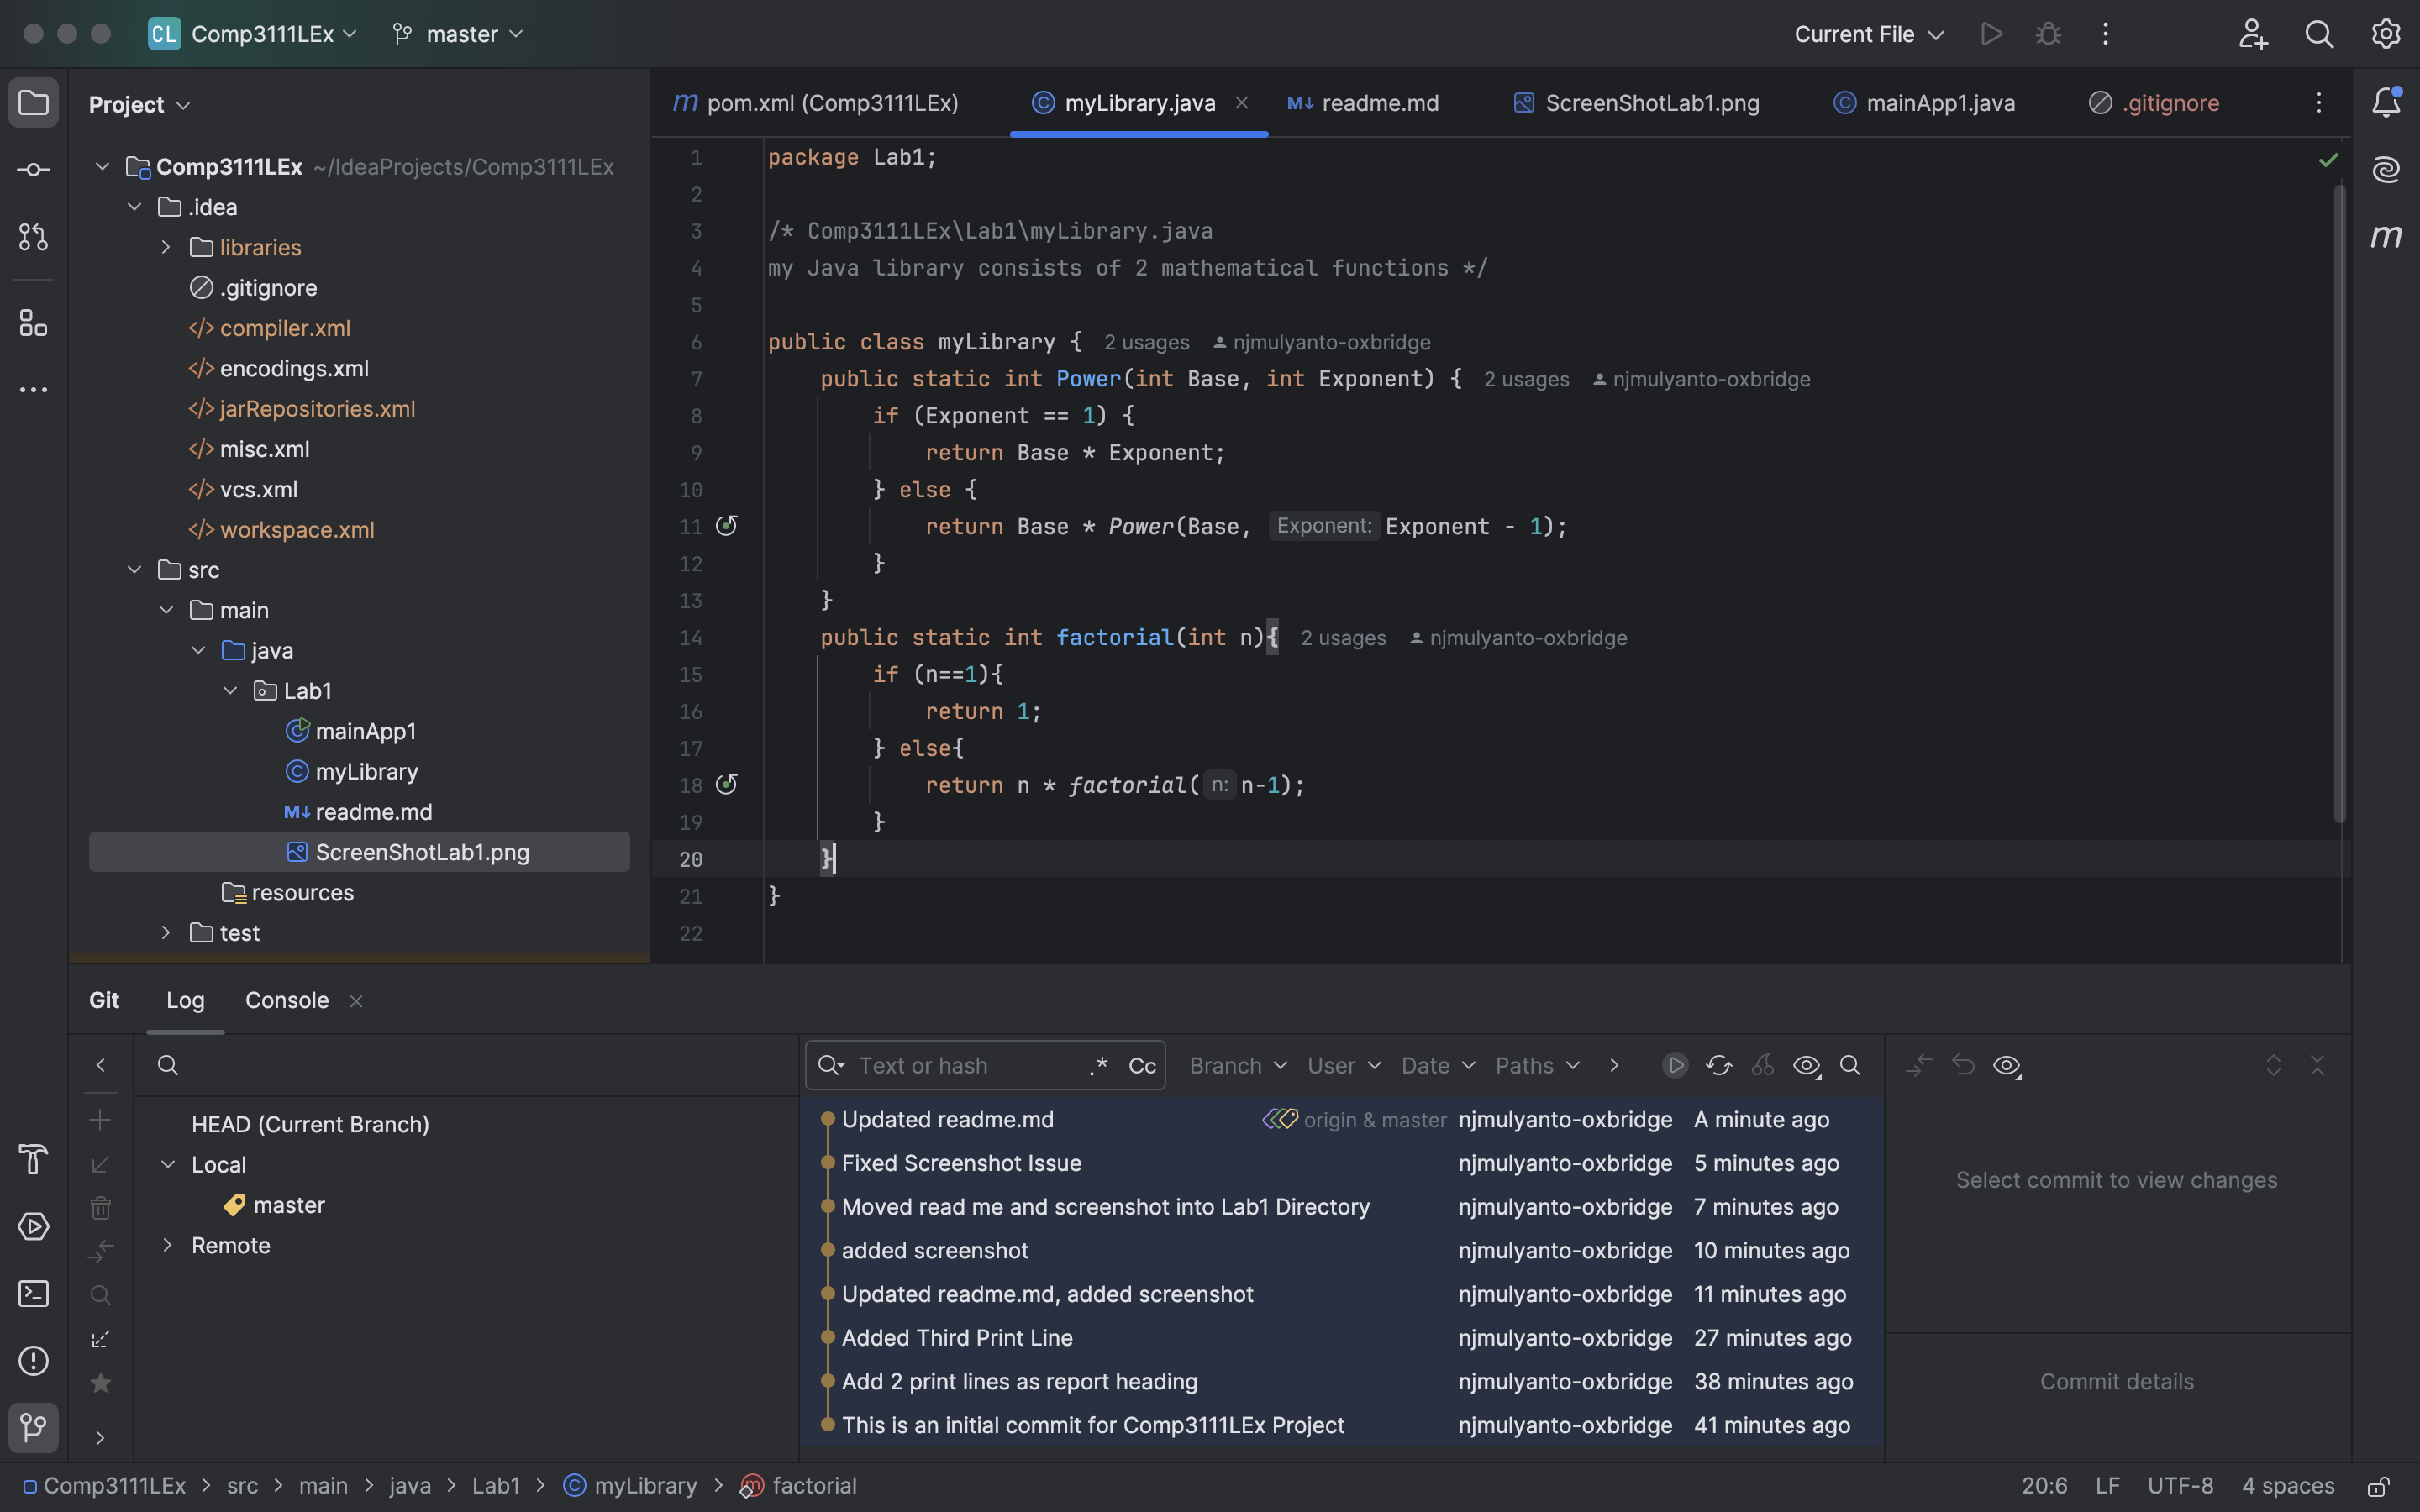 CL Comp3111LEx master Current File
Project
Comp3111LEx ~/IdeaProjects/Comp3111LEx
.idea
libraries
.gitignore
</> compiler.xml
</> encodings.xml
</> jarRepositories.xml
</> misc.xml
</> vcs.xml
</> workspace.xml
src
main
java
Lab1
mainApp1
myLibrary
M↓ readme.md
ScreenShotLab1.png
resources
test
m pom.xml (Comp3111LEx) myLibrary.java M↓ readme.md ScreenShotLab1.png mainApp1.java .gitignore
1 package Lab1;
2
3 /* Comp3111LEx\Lab1\myLibrary.java
4 my Java library consists of 2 mathematical functions */
5
6 public class myLibrary { 2 usages njmulyanto-oxbridge
7 public static int Power(int Base, int Exponent) { 2 usages njmulyanto-oxbridge
8 if (Exponent == 1) {
9 return Base * Exponent;
10 } else {
11 return Base * Power(Base, Exponent: Exponent - 1);
12 }
13 }
14 public static int factorial(int n){ 2 usages njmulyanto-oxbridge
15 if (n==1){
16 return 1;
17 } else{
18 return n * factorial( n: n-1);
19 }
20 }
21 }
22
m
Git Log Console
HEAD (Current Branch)
Local
master
Remote
Text or hash .* Cc Branch User Date Paths
Updated readme.md origin & master njmulyanto-oxbridge A minute ago
Fixed Screenshot Issue njmulyanto-oxbridge 5 minutes ago
Moved read me and screenshot into Lab1 Directory njmulyanto-oxbridge 7 minutes ago
added screenshot njmulyanto-oxbridge 10 minutes ago
Updated readme.md, added screenshot njmulyanto-oxbridge 11 minutes ago
Added Third Print Line njmulyanto-oxbridge 27 minutes ago
Add 2 print lines as report heading njmulyanto-oxbridge 38 minutes ago
This is an initial commit for Comp3111LEx Project njmulyanto-oxbridge 41 minutes ago
Select commit to view changes
Commit details
Comp3111LEx > src > main > java > Lab1 > myLibrary > factorial 20:6 LF UTF-8 4 spaces